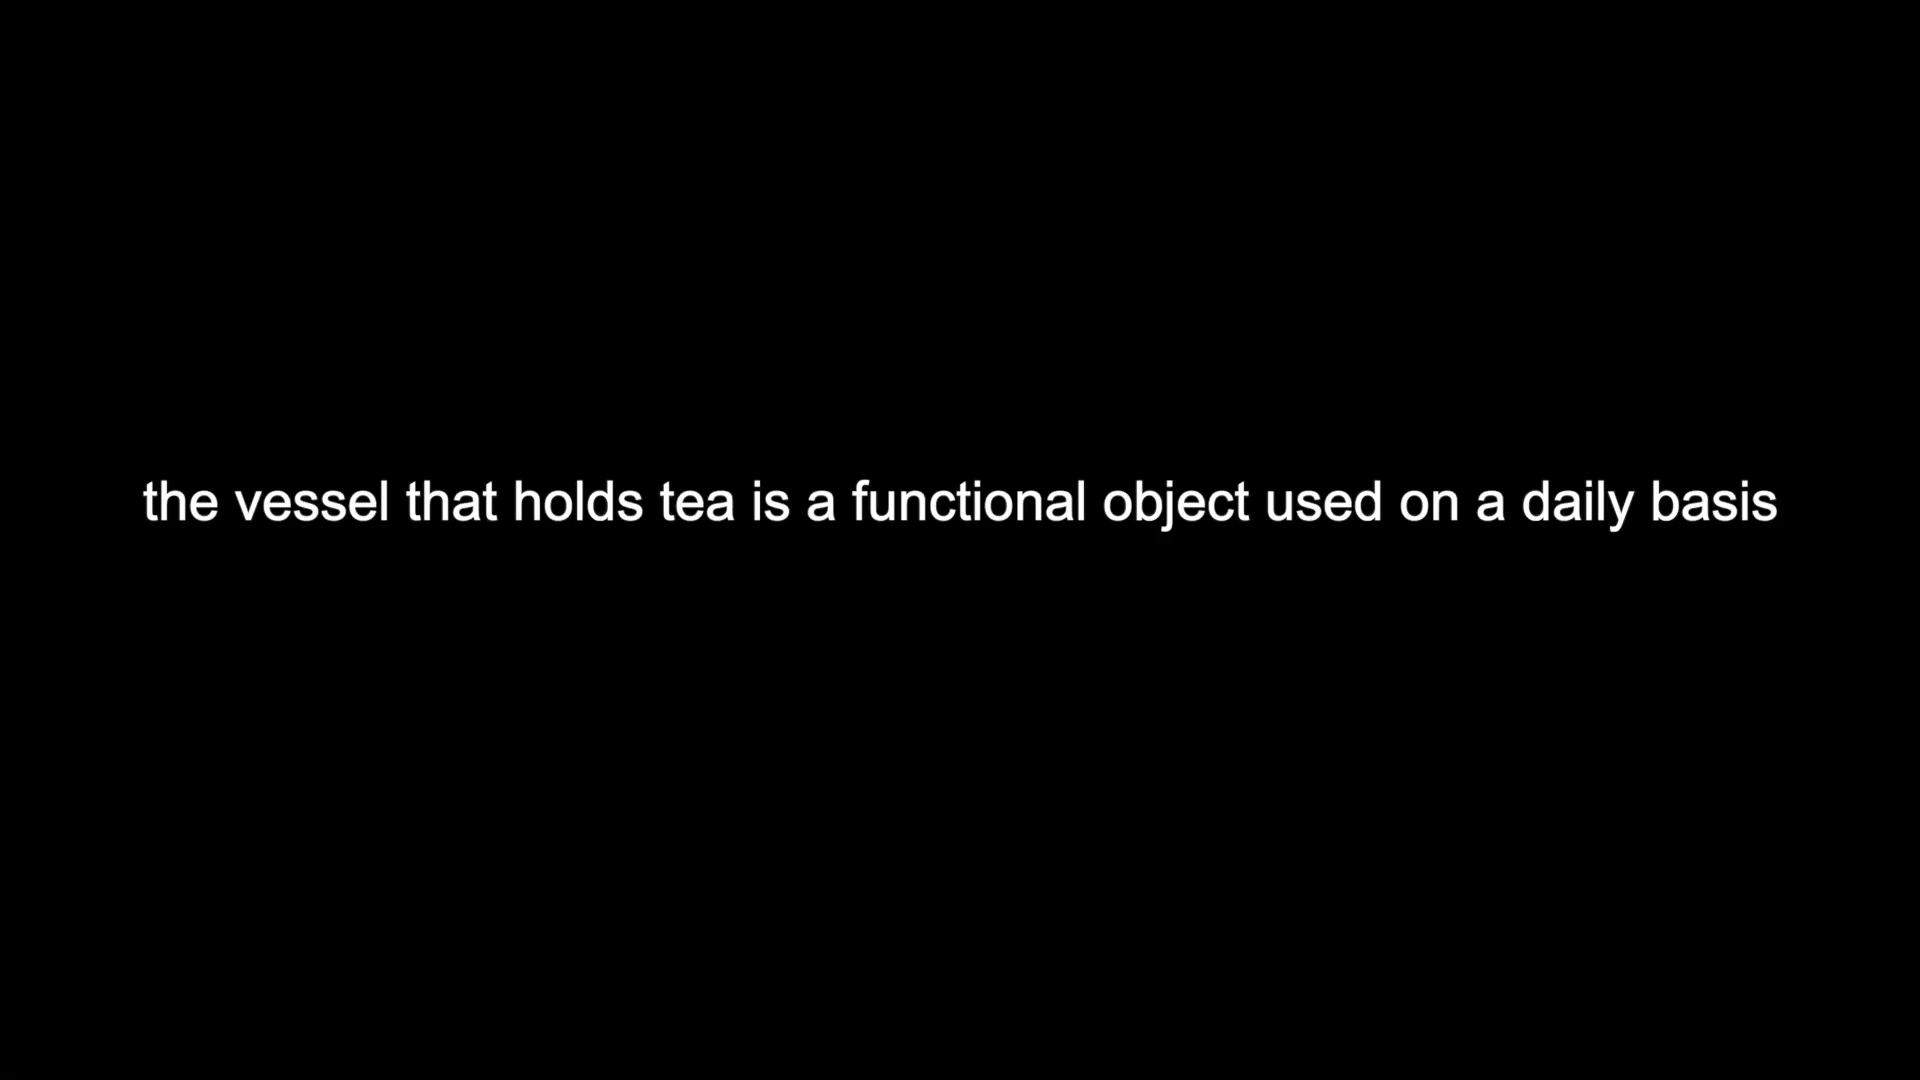 the vessel that holds tea is a functional object used on a daily basis